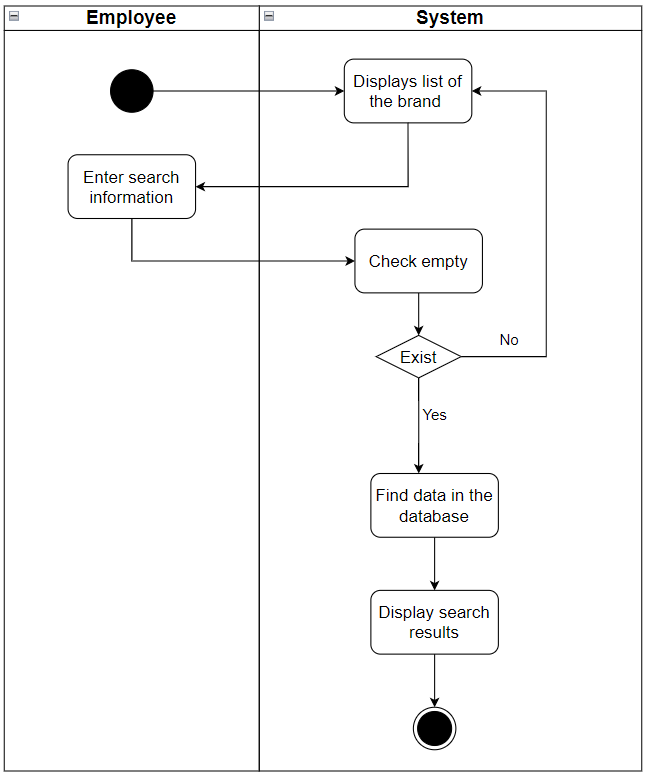 Employee
System
Displays list of
the brand
Enter search
information
Check empty
Exist
No
Yes
Find data in the
database
Display search
results